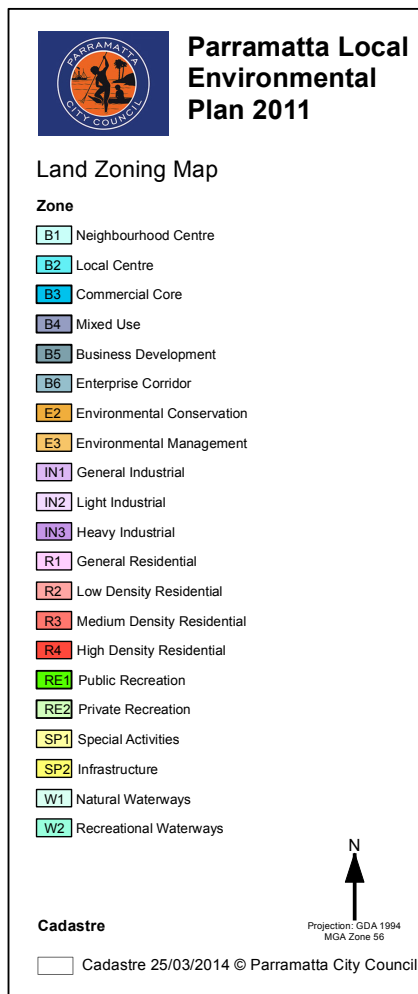 PARRAMATTA
CITY COUNCIL
Parramatta Local
Environmental
Plan 2011
Land Zoning Map
Zone
B1 Neighbourhood Centre
B2 Local Centre
B3 Commercial Core
B4 Mixed Use
B5 Business Development
B6 Enterprise Corridor
E2 Environmental Conservation
E3 Environmental Management
IN1 General Industrial
IN2 Light Industrial
IN3 Heavy Industrial
R1 General Residential
R2 Low Density Residential
R3 Medium Density Residential
R4 High Density Residential
RE1 Public Recreation
RE2 Private Recreation
SP1 Special Activities
SP2 Infrastructure
W1 Natural Waterways
W2 Recreational Waterways
N
Cadastre
Projection: GDA 1994
MGA Zone 56
Cadastre 25/03/2014 © Parramatta City Council